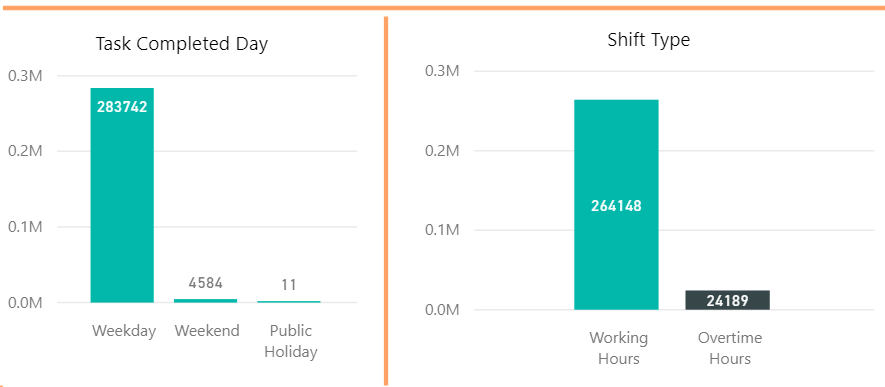 Task Completed Day
0.3M
0.2M
0.1M
0.0M
283742
4584
11
Weekday
Weekend
Public
Holiday
Shift Type
0.3M
0.2M
0.1M
0.0M
264148
24189
Working
Hours
Overtime
Hours